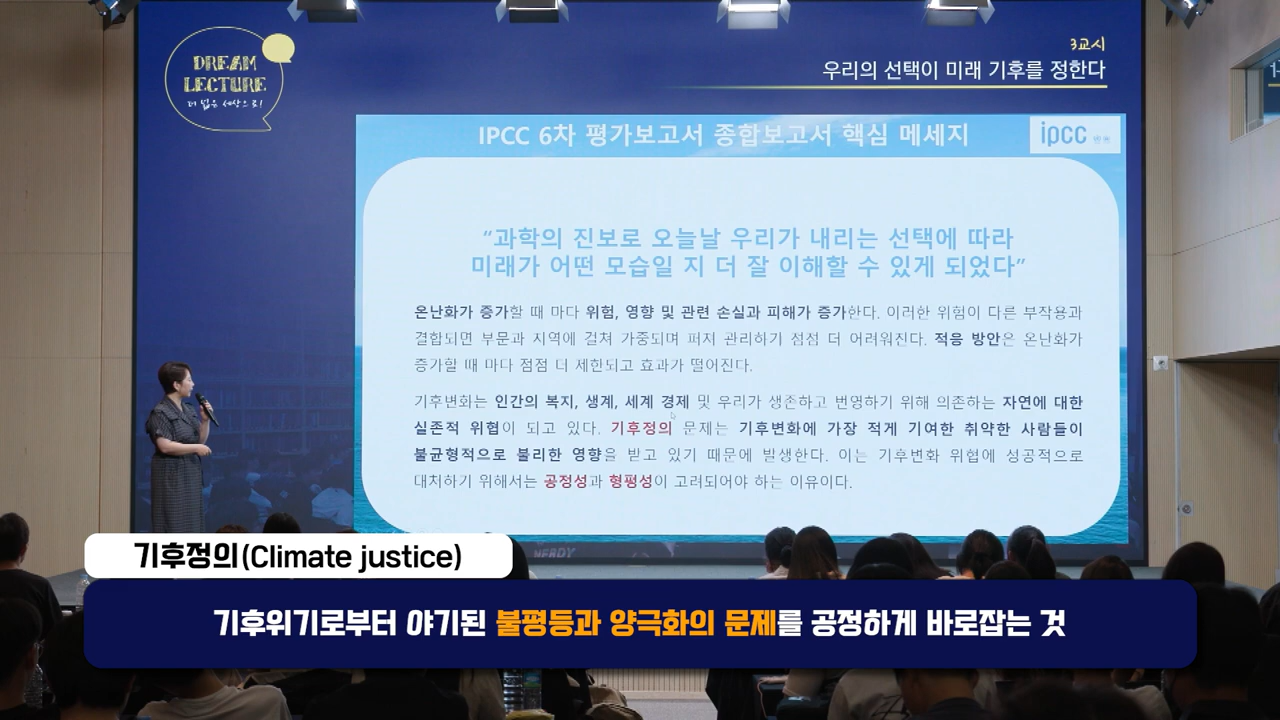 DREAM
LECTURE
더 넓은 세상으로!
3교시
우리의 선택이 미래 기후를 정한다
IPCC 6차 평가보고서 종합보고서 핵심 메세지
ipcc
“과학의 진보로 오늘날 우리가 내리는 선택에 따라
미래가 어떤 모습일 지 더 잘 이해할 수 있게 되었다”
온난화가 증가할 때 마다 위험, 영향 및 관련 손실과 피해가 증가한다. 이러한 위험이 다른 부작용과
결합되면 부문과 지역에 걸쳐 가중되며 퍼지 관리하기 점점 더 어려워진다. 적응 방안은 온난화가
증가할 때 마다 점점 더 제한되고 효과가 떨어진다.
기후변화는 인간의 복지, 생계, 세계 경제 및 우리가 생존하고 번영하기 위해 의존하는 자연에 대한
실존적 위협이 되고 있다. 기후정의 문제는 기후변화에 가장 적게 기여한 취약한 사람들이
불균형적으로 불리한 영향을 받고 있기 때문에 발생한다. 이는 기후변화 위협에 성공적으로
대처하기 위해서는 공정성과 형평성이 고려되어야 하는 이유이다.
NERDY
기후정의(Climate justice)
기후위기로부터 야기된 불평등과 양극화의 문제를 공정하게 바로잡는 것